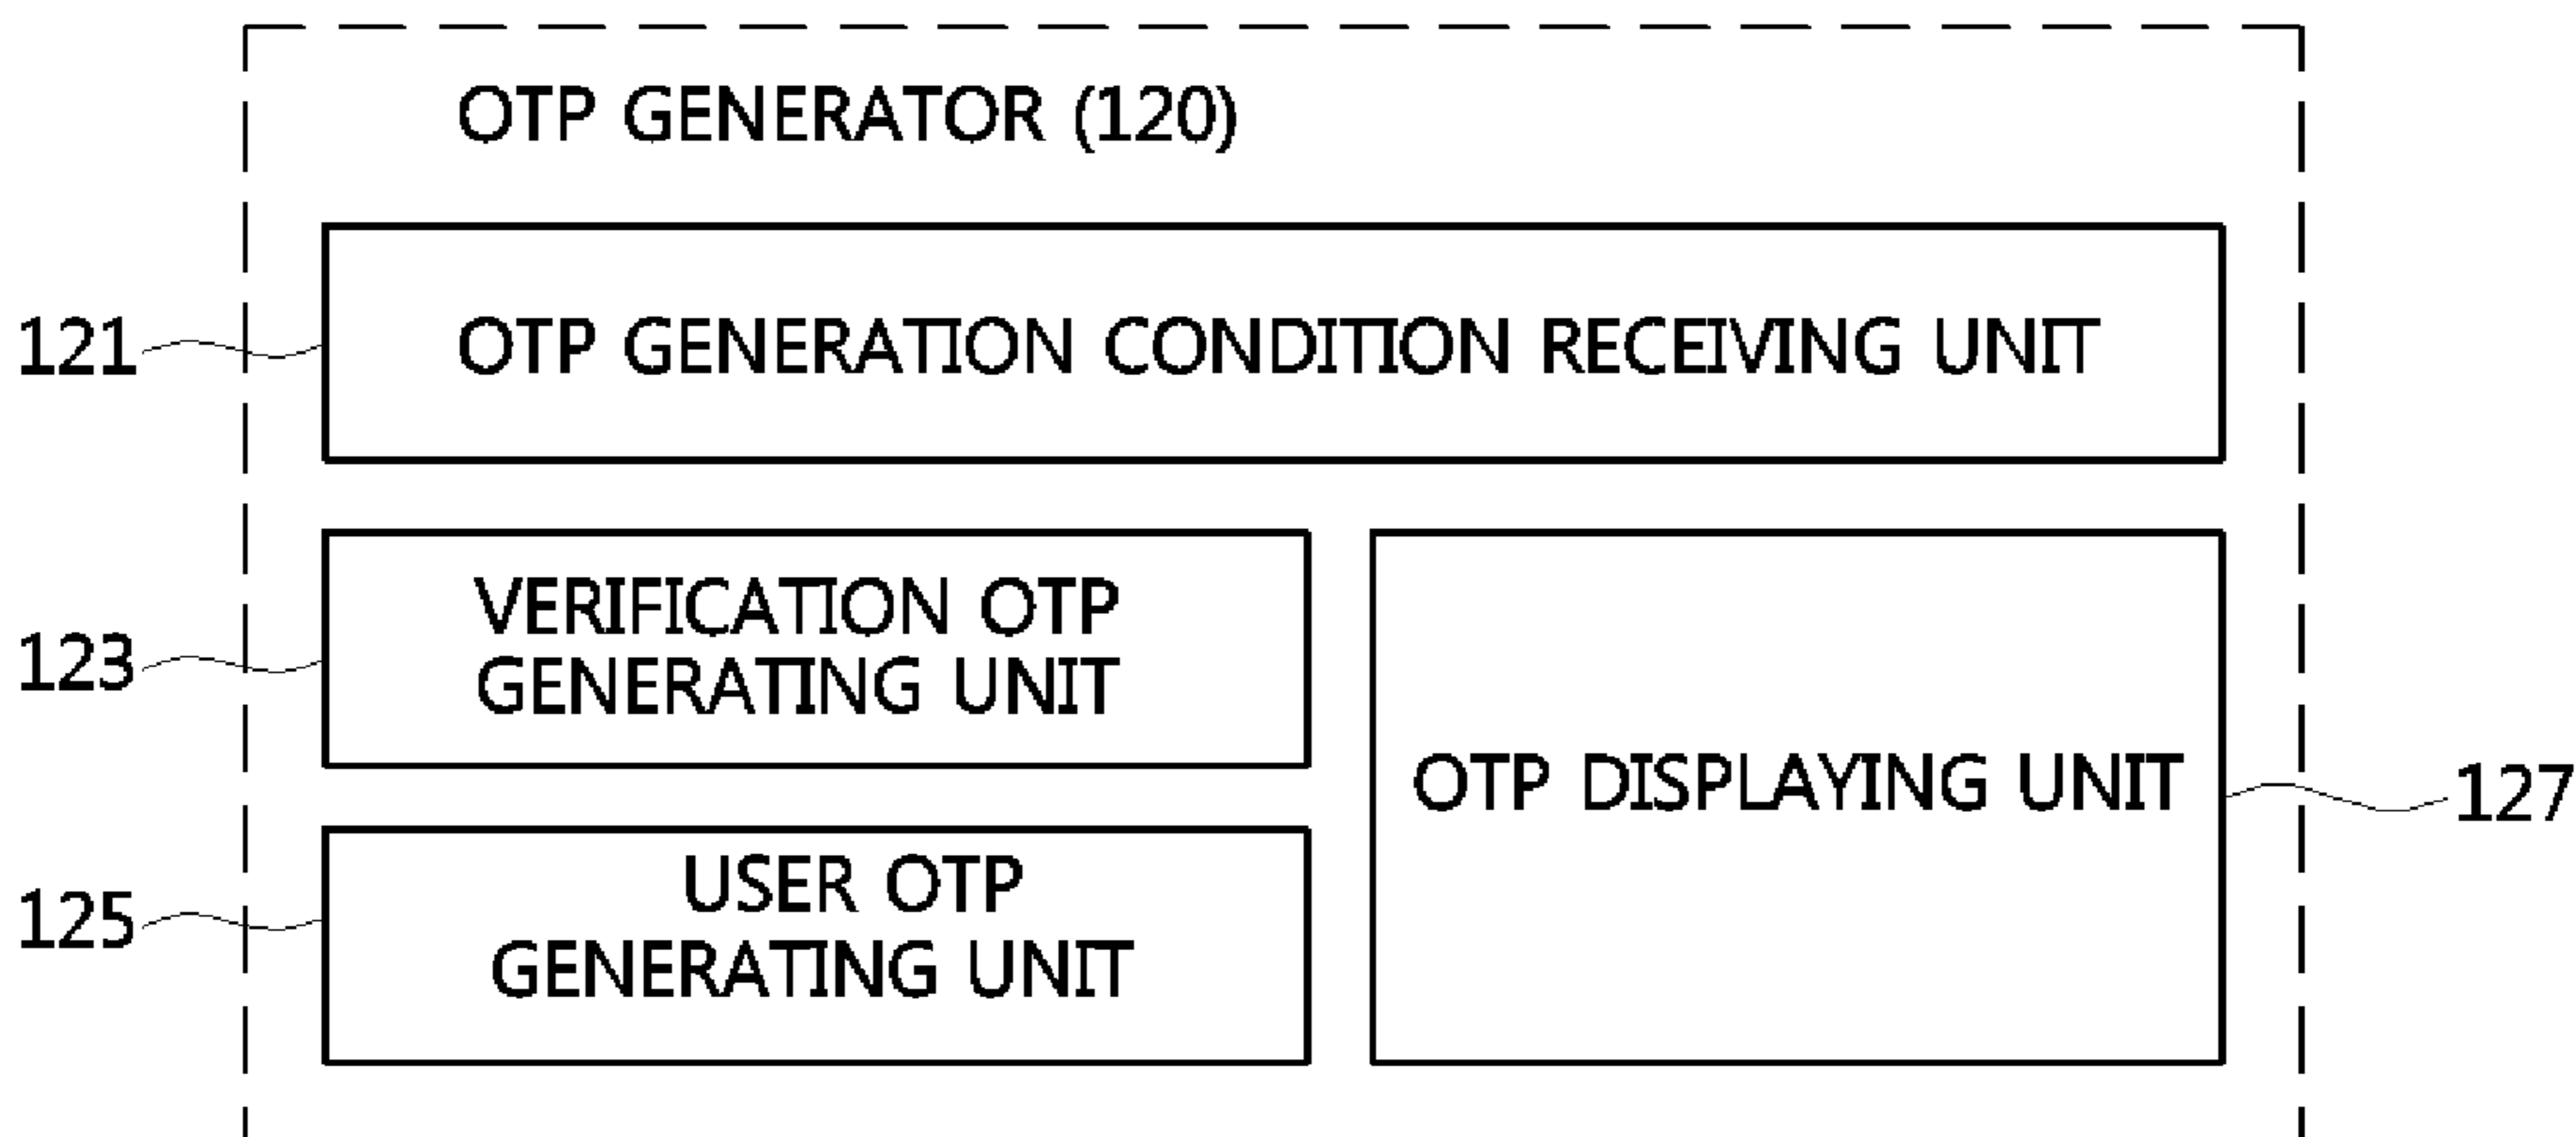 OTP GENERATOR (120)
121
OTP GENERATION CONDITION RECEIVING UNIT
123
VERIFICATION OTP
GENERATING UNIT
OTP DISPLAYING UNIT
127
125
USER OTP
GENERATING UNIT